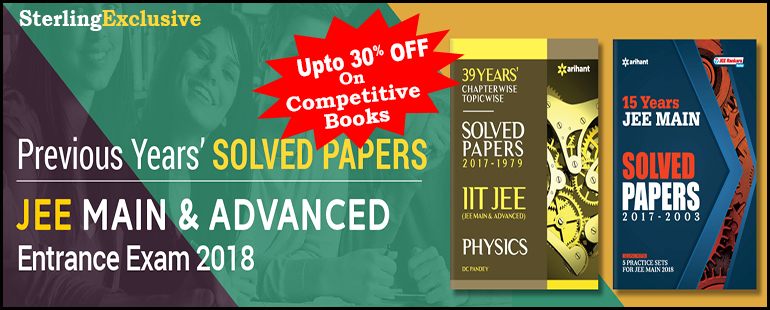 SterlingExclusive
Upto 30% OFF
On
Competitive
Books
Previous Years' SOLVED PAPERS
JEE MAIN & ADVANCED
Entrance Exam 2018
arihant
39 YEARS'
CHAPTERWISE
TOPICWISE
SOLVED
PAPERS
2017-1979
IIT JEE
(JEE MAIN & ADVANCED)
PHYSICS
DC PANDEY
arihant
15 Years
JEE MAIN
SOLVED
PAPERS
2017-2003
5 PRACTICE SETS
FOR JEE MAIN 2018